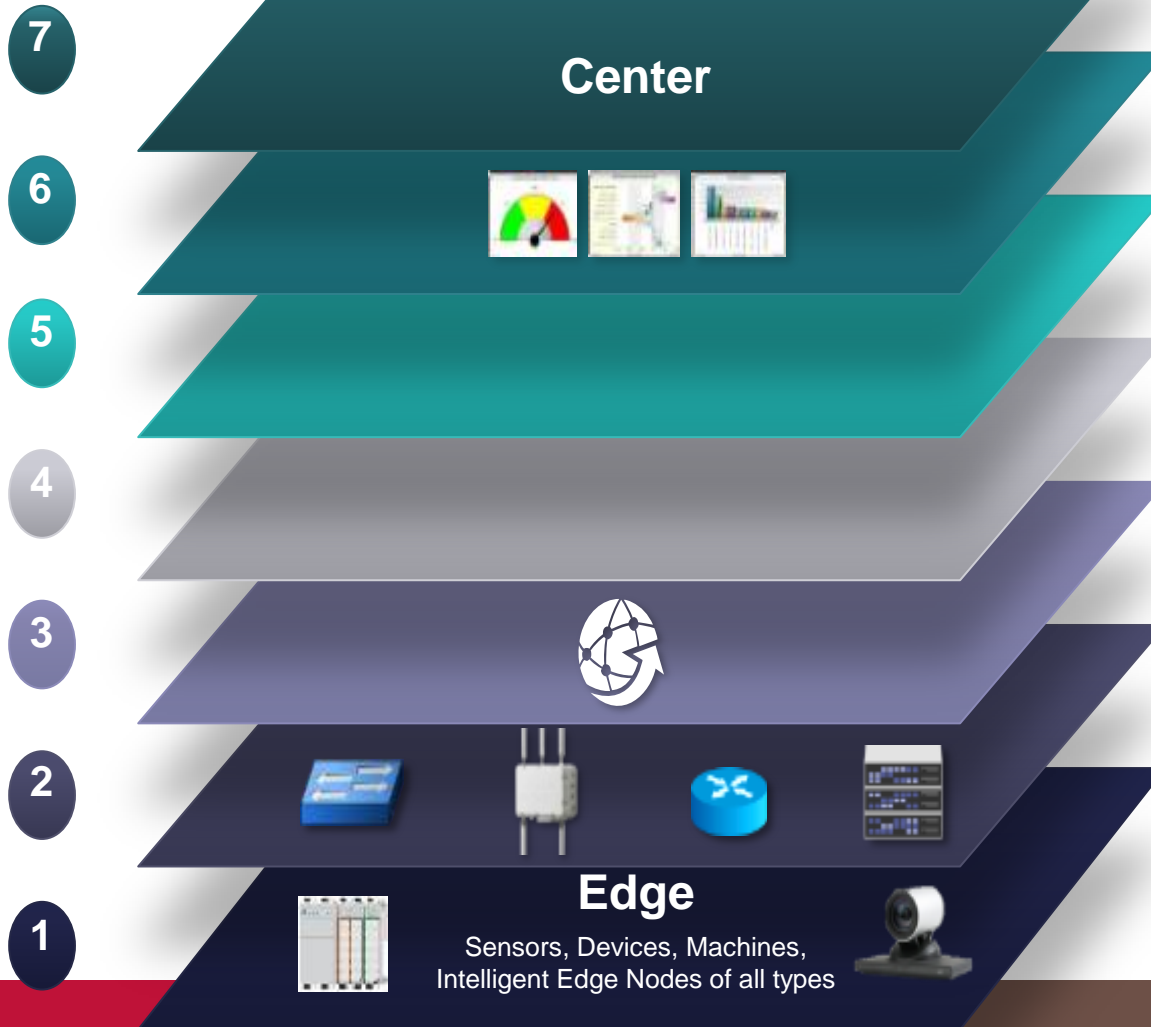 7
Center
6
5
4
3
2
1
Edge
Sensors, Devices, Machines,
Intelligent Edge Nodes of all types